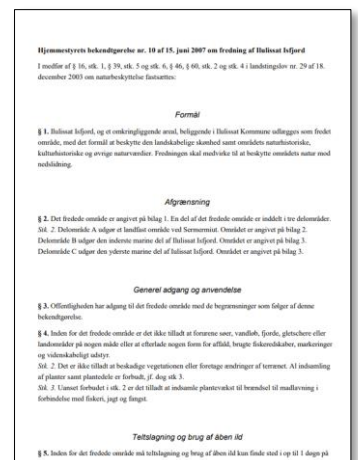 Hjemmestyrets bekendtgørelse nr. 10 af 15. juni 2007 om fredning af Ilulissat Isfjord
I medfør af § 16, stk. 1, § 39, stk. 5 og stk. 6, § 46, § 60, stk. 2 og stk. 4 i landstingslov nr. 29 af 18.
december 2003 om naturbeskyttelse fastsættes:
Formål
§ 1. Ilulissat Isfjord, og et omkringliggende areal, beliggende i Ilulissat Kommune udlægges som fredet
område, med det formål at beskytte den landskabelige skønhed samt områdets naturhistoriske,
kulturhistoriske og øvrige naturværdier. Fredningen skal medvirke til at beskytte områdets natur mod
nedslidning.
Afgrænsning
§ 2. Det fredede område er angivet på bilag 1. En del af det fredede område er inddelt i tre delområder.
Stk. 2. Delområde A udgør et landfast område ved Sermermiut. Området er angivet på bilag 2.
Delområde B udgør den inderste marine del af Ilulissat Isfjord. Området er angivet på bilag 3.
Delområde C udgør den yderste marine del af Ilulissat Isfjord. Området er angivet på bilag 3.
Generel adgang og anvendelse
§ 3. Offentligheden har adgang til det fredede område med de begrænsninger som følger af denne
bekendtgørelse.
§ 4. Inden for det fredede område er det ikke tilladt at forurene søer, vandløb, fjorde, gletschere eller
landområder på nogen måde eller at efterlade nogen form for affald, brugte fiskeredskaber, markeringer
og videnskabeligt udstyr.
Stk. 2. Det er ikke tilladt at beskadige vegetationen eller foretage ændringer af terrænet. Al indsamling
af planter samt plantedele er forbudt, jf. dog stk 3.
Stk. 3. Uanset forbudet i stk. 2 er det tilladt at indsamle plantevækst til brændsel til madlavning i
forbindelse med fiskeri, jagt og fangst.
Teltslagning og brug af åben ild
§ 5. Inden for det fredede område må teltslagning og brug af åben ild kun finde sted i op til 1 døgn på